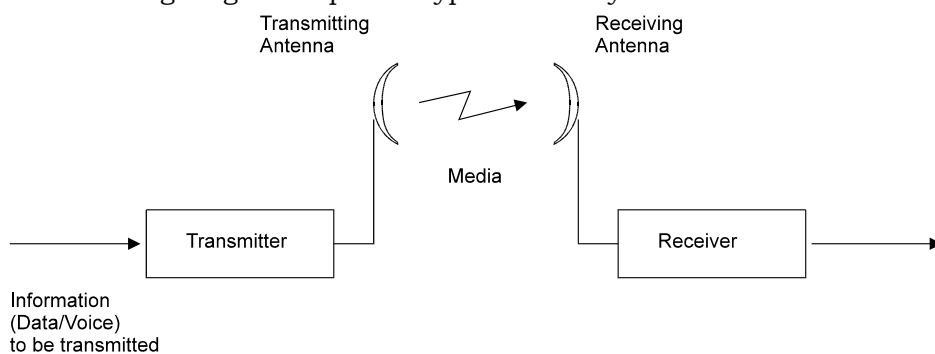 Transmitting
Antenna
Receiving
Antenna
Media
Transmitter
Receiver
Information
(Data/Voice)
to be transmitted